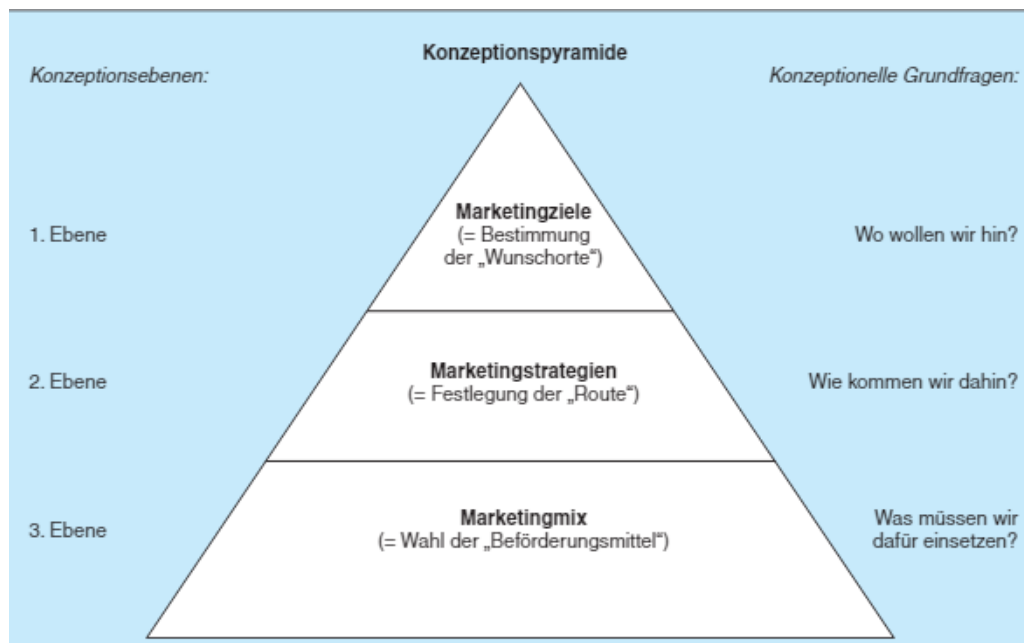 Konzeptionspyramide
Konzeptionsebenen:
Konzeptionelle Grundfragen:
1. Ebene
Marketingziele
(= Bestimmung
der „Wunschorte“)
Wo wollen wir hin?
2. Ebene
Marketingstrategien
(= Festlegung der „Route“)
Wie kommen wir dahin?
3. Ebene
Marketingmix
(= Wahl der „Beförderungsmittel“)
Was müssen wir
dafür einsetzen?